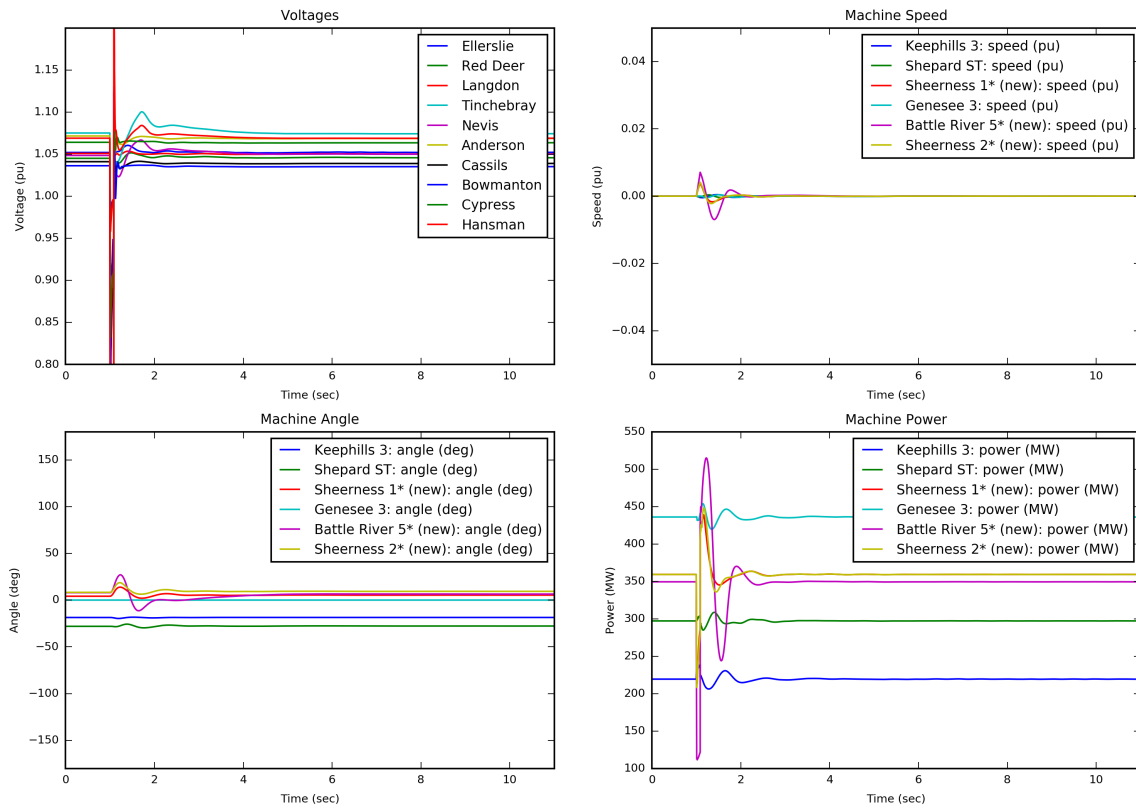 Voltages
Voltage (pu)
1.15
1.10
1.05
1.00
0.95
0.90
0.85
0.80
0
2
4
6
8
10
Time (sec)
Ellerslie
Red Deer
Langdon
Tinchebray
Nevis
Anderson
Cassils
Bowmanton
Cypress
Hansman
Machine Speed
Speed (pu)
0.04
0.02
0.00
−0.02
−0.04
0
2
4
6
8
10
Time (sec)
Keephills 3: speed (pu)
Shepard ST: speed (pu)
Sheerness 1* (new): speed (pu)
Genesee 3: speed (pu)
Battle River 5* (new): speed (pu)
Sheerness 2* (new): speed (pu)
Machine Angle
Angle (deg)
150
100
50
0
−50
−100
−150
0
2
4
6
8
10
Time (sec)
Keephills 3: angle (deg)
Shepard ST: angle (deg)
Sheerness 1* (new): angle (deg)
Genesee 3: angle (deg)
Battle River 5* (new): angle (deg)
Sheerness 2* (new): angle (deg)
Machine Power
Power (MW)
550
500
450
400
350
300
250
200
150
100
0
2
4
6
8
10
Time (sec)
Keephills 3: power (MW)
Shepard ST: power (MW)
Sheerness 1* (new): power (MW)
Genesee 3: power (MW)
Battle River 5* (new): power (MW)
Sheerness 2* (new): power (MW)